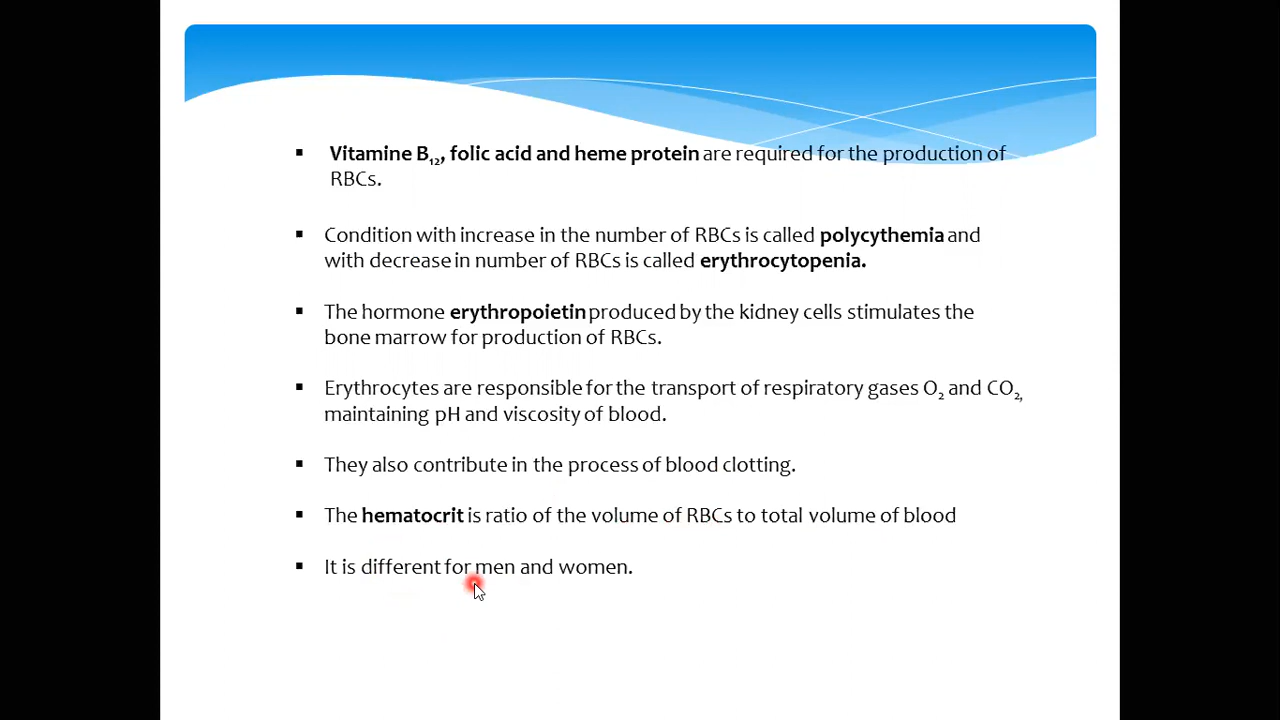 ▪ Vitamine B₁₂, folic acid and heme protein are required for the production of
RBCs.
▪ Condition with increase in the number of RBCs is called polycythemia and
with decrease in number of RBCs is called erythrocytopenia.
▪ The hormone erythropoietin produced by the kidney cells stimulates the
bone marrow for production of RBCs.
▪ Erythrocytes are responsible for the transport of respiratory gases O₂ and CO₂,
maintaining pH and viscosity of blood.
▪ They also contribute in the process of blood clotting.
▪ The hematocrit is ratio of the volume of RBCs to total volume of blood
▪ It is different for men and women.